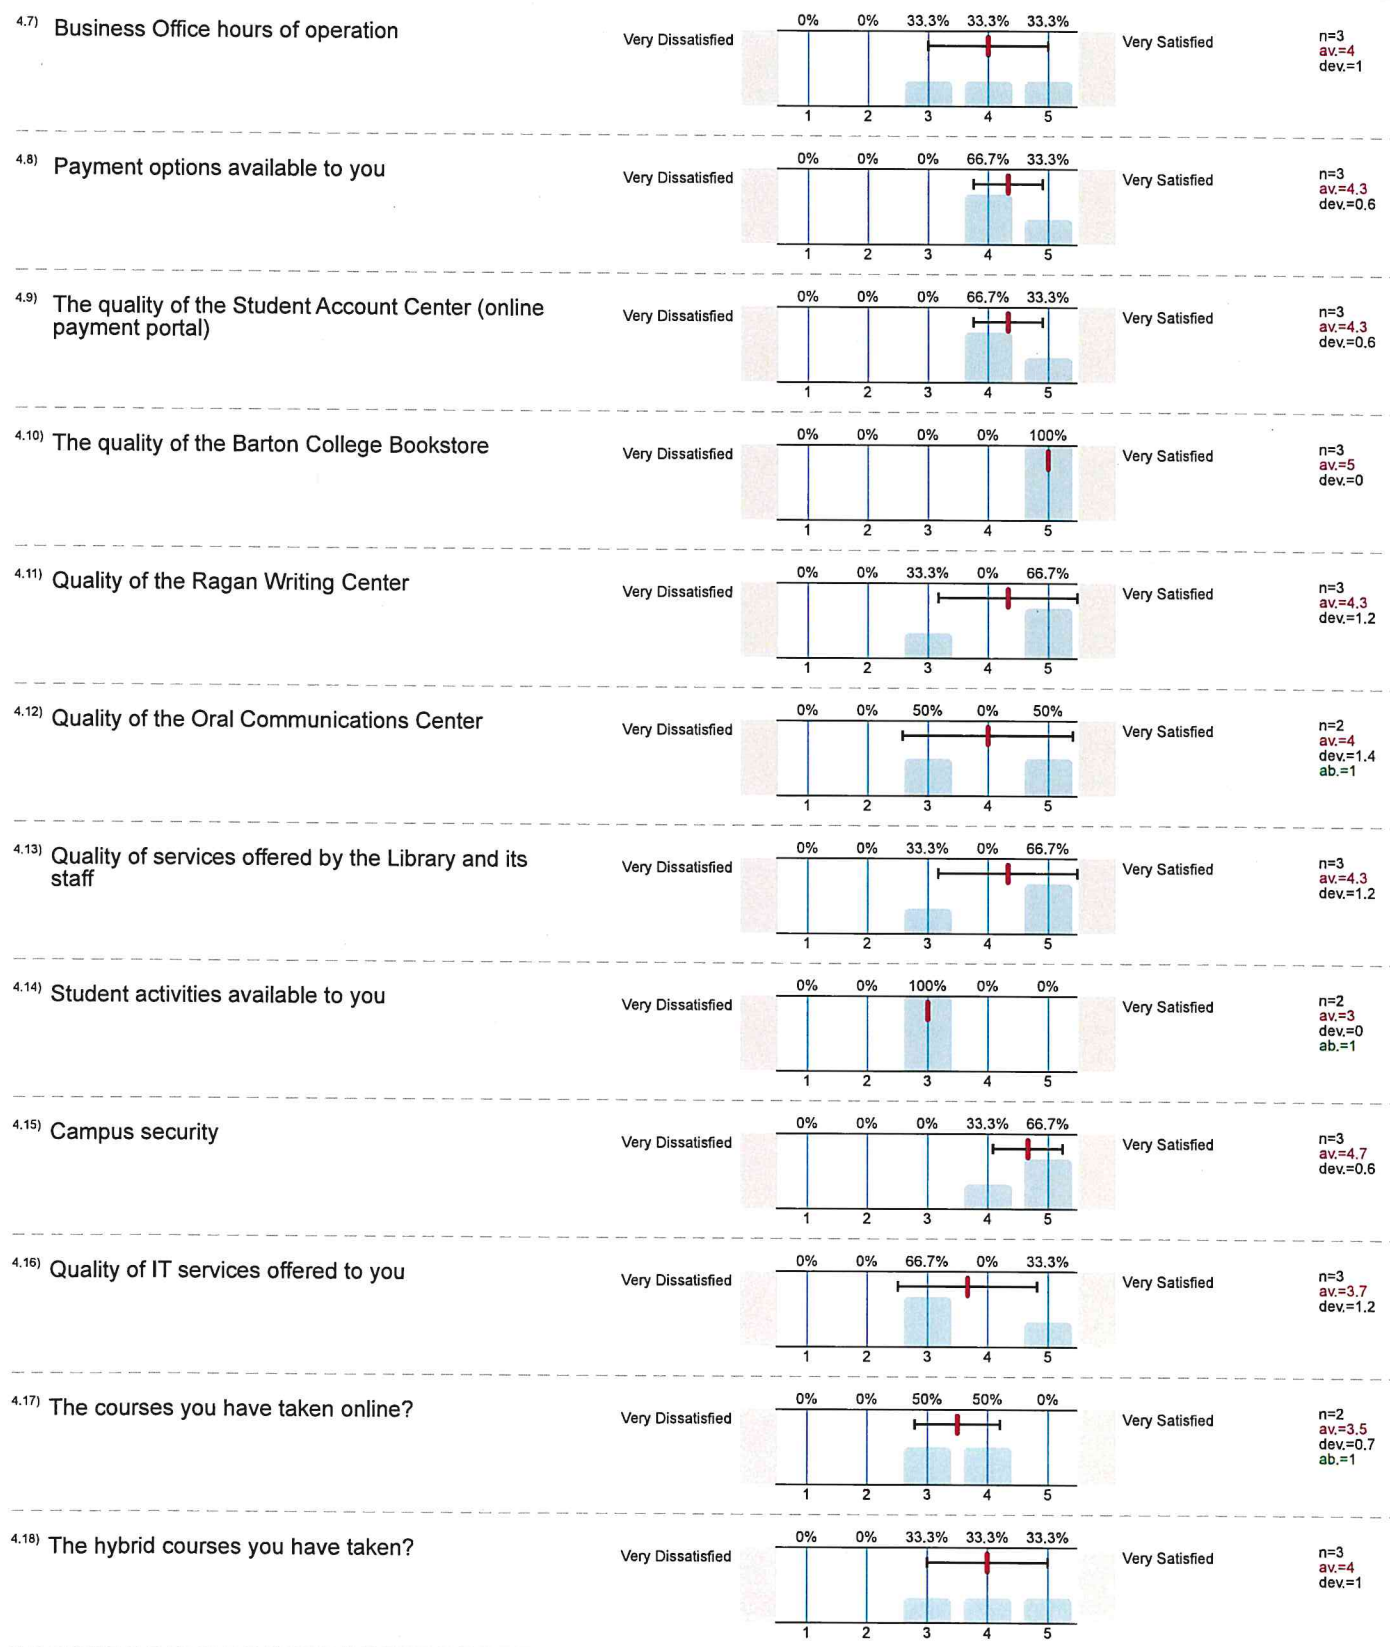 4.7) Business Office hours of operation
0% 0% 33.3% 33.3% 33.3%
Very Dissatisfied Very Satisfied
n=3
av.=4
dev.=1
1 2 3 4 5
4.8) Payment options available to you
0% 0% 0% 66.7% 33.3%
Very Dissatisfied Very Satisfied
n=3
av.=4.3
dev.=0.6
1 2 3 4 5
4.9) The quality of the Student Account Center (online
payment portal)
0% 0% 0% 66.7% 33.3%
Very Dissatisfied Very Satisfied
n=3
av.=4.3
dev.=0.6
1 2 3 4 5
4.10) The quality of the Barton College Bookstore
0% 0% 0% 0% 100%
Very Dissatisfied Very Satisfied
n=3
av.=5
dev.=0
1 2 3 4 5
4.11) Quality of the Ragan Writing Center
0% 0% 33.3% 0% 66.7%
Very Dissatisfied Very Satisfied
n=3
av.=4.3
dev.=1.2
1 2 3 4 5
4.12) Quality of the Oral Communications Center
0% 0% 50% 0% 50%
Very Dissatisfied Very Satisfied
n=2
av.=4
dev.=1.4
ab.=1
1 2 3 4 5
4.13) Quality of services offered by the Library and its
staff
0% 0% 33.3% 0% 66.7%
Very Dissatisfied Very Satisfied
n=3
av.=4.3
dev.=1.2
1 2 3 4 5
4.14) Student activities available to you
0% 0% 100% 0% 0%
Very Dissatisfied Very Satisfied
n=2
av.=3
dev.=0
ab.=1
1 2 3 4 5
4.15) Campus security
0% 0% 0% 33.3% 66.7%
Very Dissatisfied Very Satisfied
n=3
av.=4.7
dev.=0.6
1 2 3 4 5
4.16) Quality of IT services offered to you
0% 0% 66.7% 0% 33.3%
Very Dissatisfied Very Satisfied
n=3
av.=3.7
dev.=1.2
1 2 3 4 5
4.17) The courses you have taken online?
0% 0% 50% 50% 0%
Very Dissatisfied Very Satisfied
n=2
av.=3.5
dev.=0.7
ab.=1
1 2 3 4 5
4.18) The hybrid courses you have taken?
0% 0% 33.3% 33.3% 33.3%
Very Dissatisfied Very Satisfied
n=3
av.=4
dev.=1
1 2 3 4 5